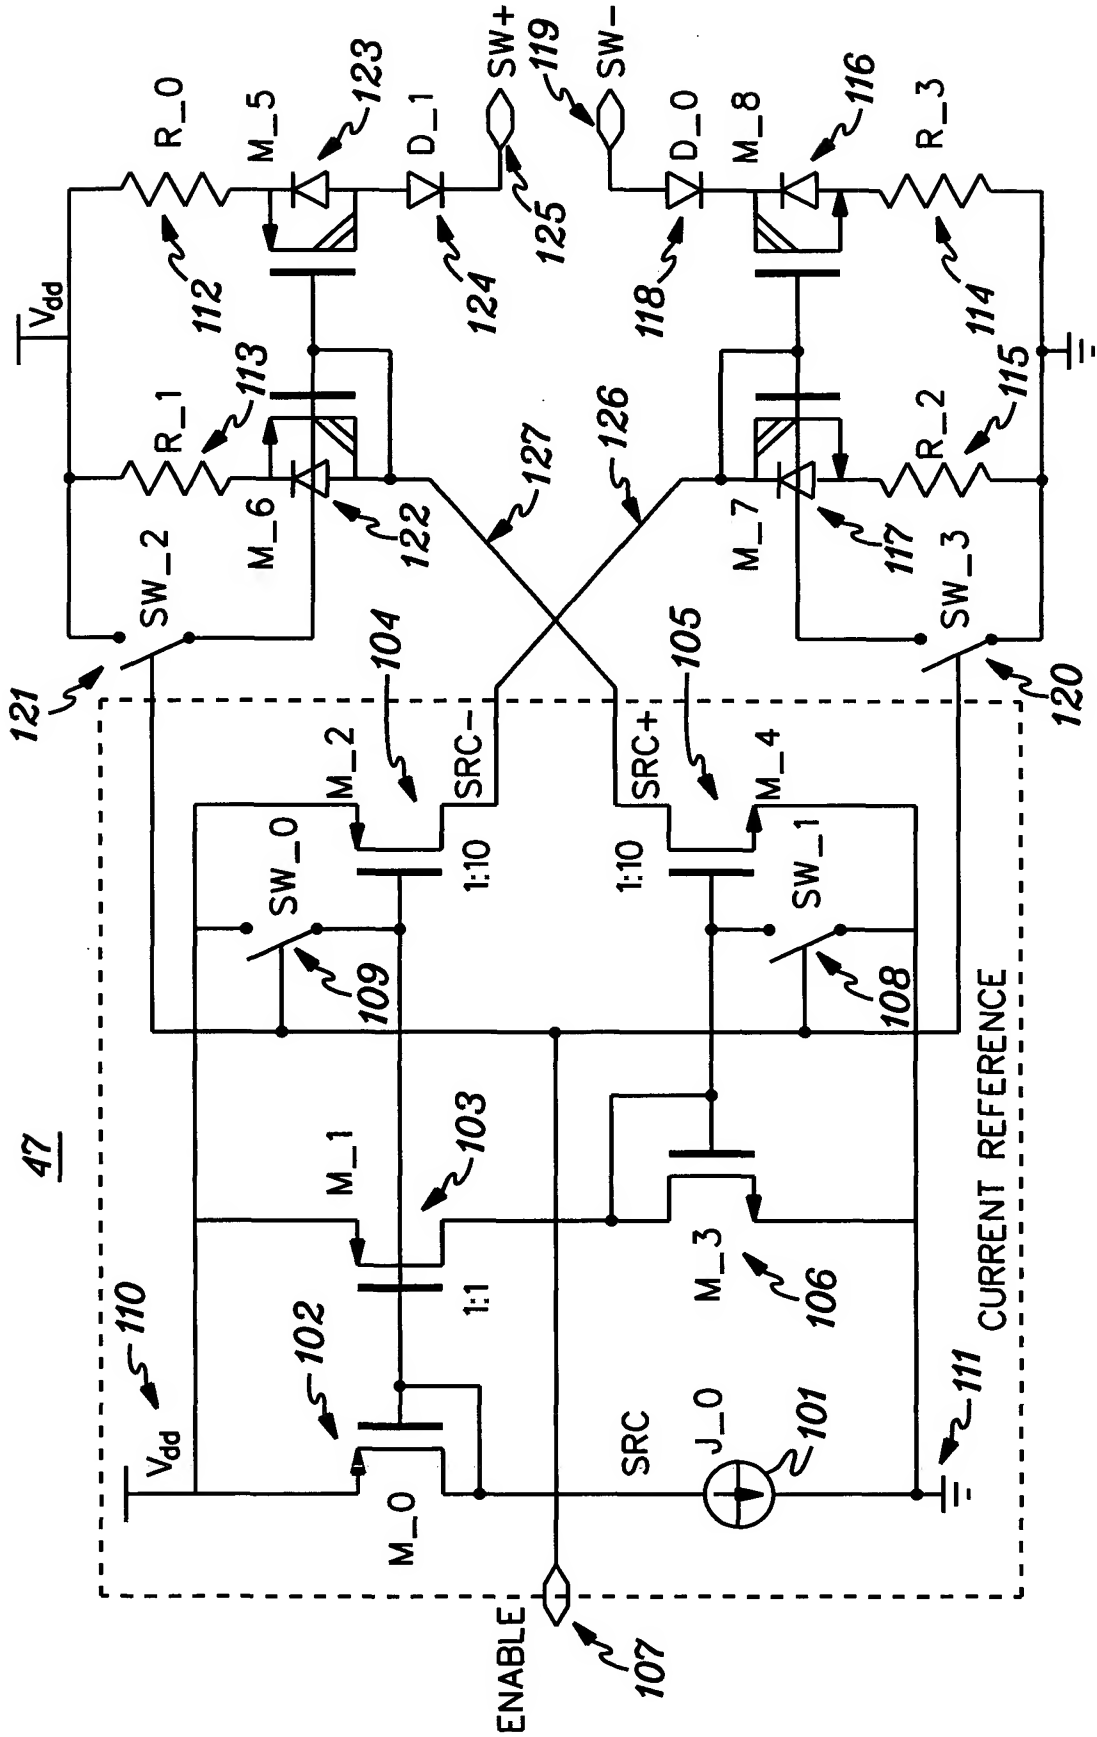 47
110
Vdd
102
M_0
SRC
J_0
101
111
ENABLE
107
M_1
103
1:1
M_3
106
CURRENT REFERENCE
SW_0
109
M_2
104
1:10
SRC-
SRC+
1:10
105
M_4
SW_1
108
121
SW_2
Vdd
R_1
113
M_6
122
127
126
M_7
117
R_2
115
SW_3
120
R_0
112
M_5
123
D_1
124
SW+
125
SW-
119
D_0
118
M_8
116
R_3
114